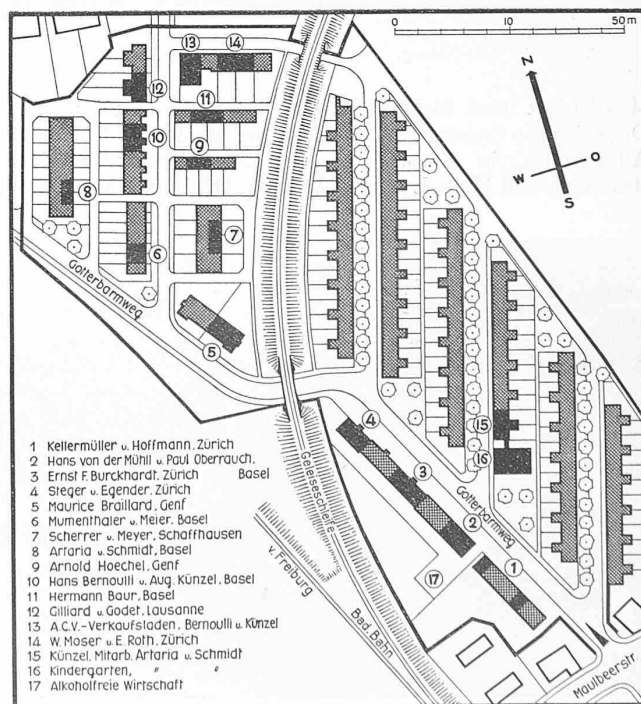 0 10 50 m
N
W O
S
13 14
12
11
10
9
8
7
6
Gotterbarmweg
5
4
15
3
16
Gotterbarmweg
2
1
17
Geleiseschleife
v. Freiburg
Bad. Bahn
Maulbeerstr.
1 Kellermüller u. Hoffmann, Zürich
2 Hans von der Mühll u. Paul Oberrauch,
3 Ernst F. Burckhardt, Zürich Basel
4 Steger u. Egender, Zürich
5 Maurice Braillard, Genf
6 Mumenthaler u. Meier, Basel
7 Scherrer u. Meyer, Schaffhausen
8 Artaria u. Schmidt, Basel
9 Arnold Hoechel, Genf
10 Hans Bernoulli u. Aug. Künzel, Basel
11 Hermann Baur, Basel
12 Gilliard u. Godet, Lausanne
13 A.C.V.-Verkaufsladen, Bernoulli u. Künzel
14 W. Moser u. E. Roth, Zürich
15 Künzel, Mitarb. Artaria u. Schmidt
16 Kindergarten, " "
17 Alkoholfreie Wirtschaft